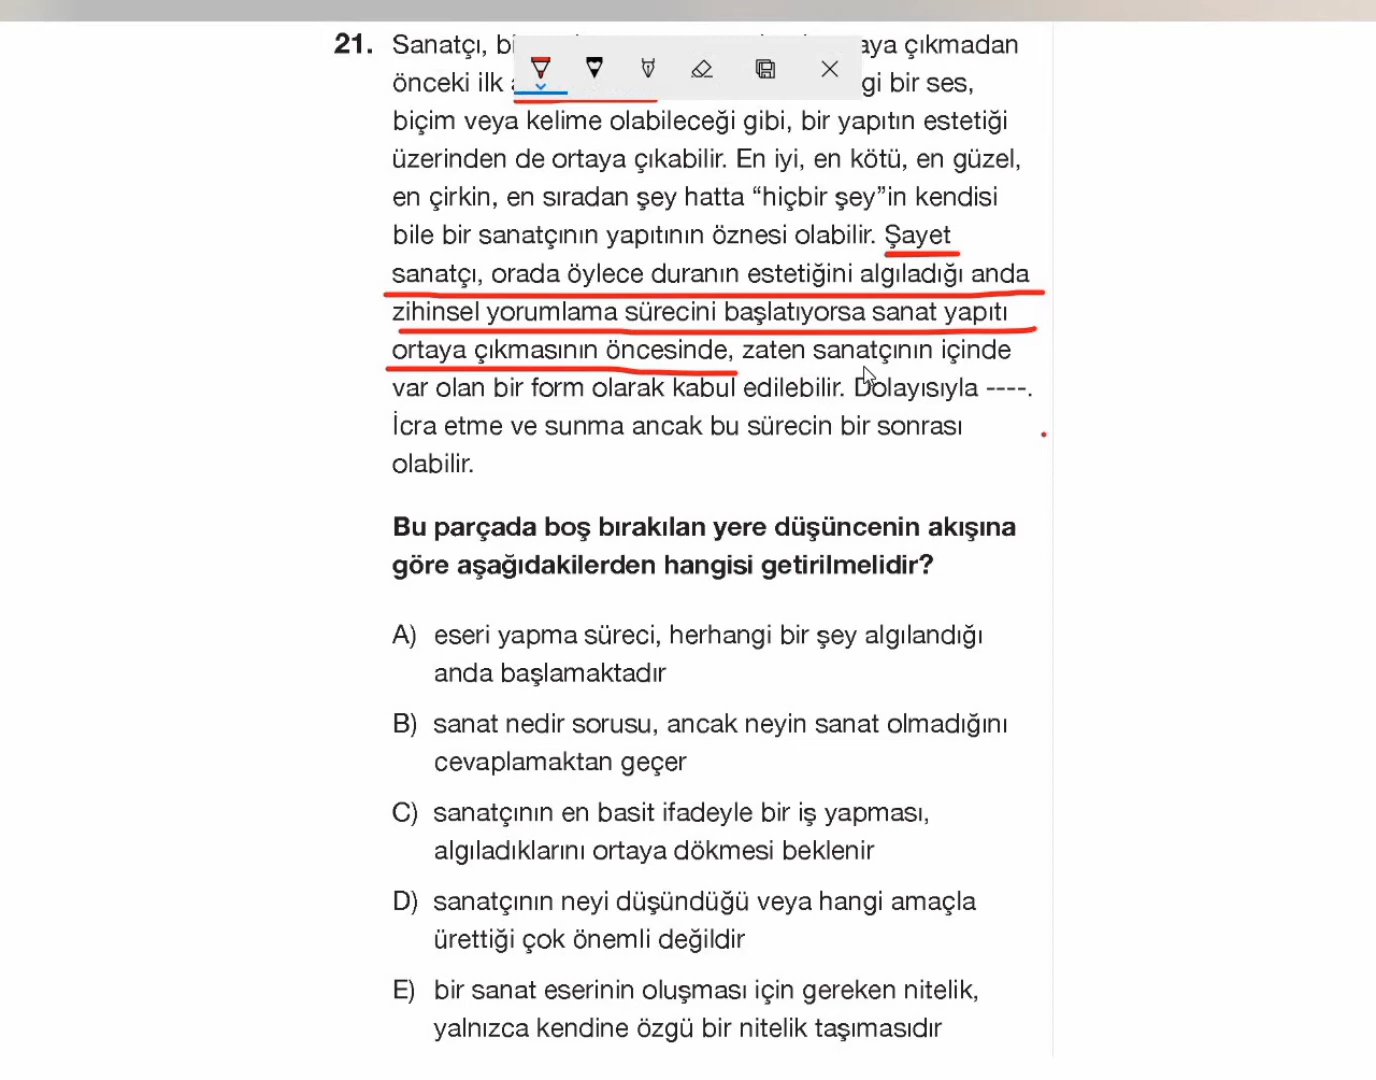 21. Sanatçı, aya çıkmadan
önceki ilk gi bir ses,
biçim veya kelime olabileceği gibi, bir yapıtın estetiği
üzerinden de ortaya çıkabilir. En iyi, en kötü, en güzel,
en çirkin, en sıradan şey hatta “hiçbir şey”in kendisi
bile bir sanatçının yapıtının öznesi olabilir. Şayet
sanatçı, orada öylece duranın estetiğini algıladığı anda
zihinsel yorumlama sürecini başlatıyorsa sanat yapıtı
ortaya çıkmasının öncesinde, zaten sanatçının içinde
var olan bir form olarak kabul edilebilir. Dolayısıyla ----.
İcra etme ve sunma ancak bu sürecin bir sonrası
olabilir.
Bu parçada boş bırakılan yere düşüncenin akışına
göre aşağıdakilerden hangisi getirilmelidir?
A) eseri yapma süreci, herhangi bir şey algılandığı
anda başlamaktadır
B) sanat nedir sorusu, ancak neyin sanat olmadığını
cevaplamaktan geçer
C) sanatçının en basit ifadeyle bir iş yapması,
algıladıklarını ortaya dökmesi beklenir
D) sanatçının neyi düşündüğü veya hangi amaçla
ürettiği çok önemli değildir
E) bir sanat eserinin oluşması için gereken nitelik,
yalnızca kendine özgü bir nitelik taşımasıdır